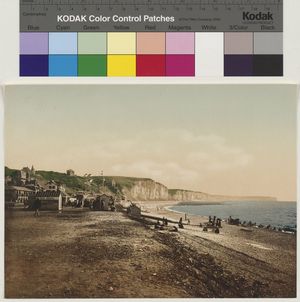 KODAK Color Control Patches
Kodak
Blue Cyan Green Yellow Red Magenta White 3/Color Black